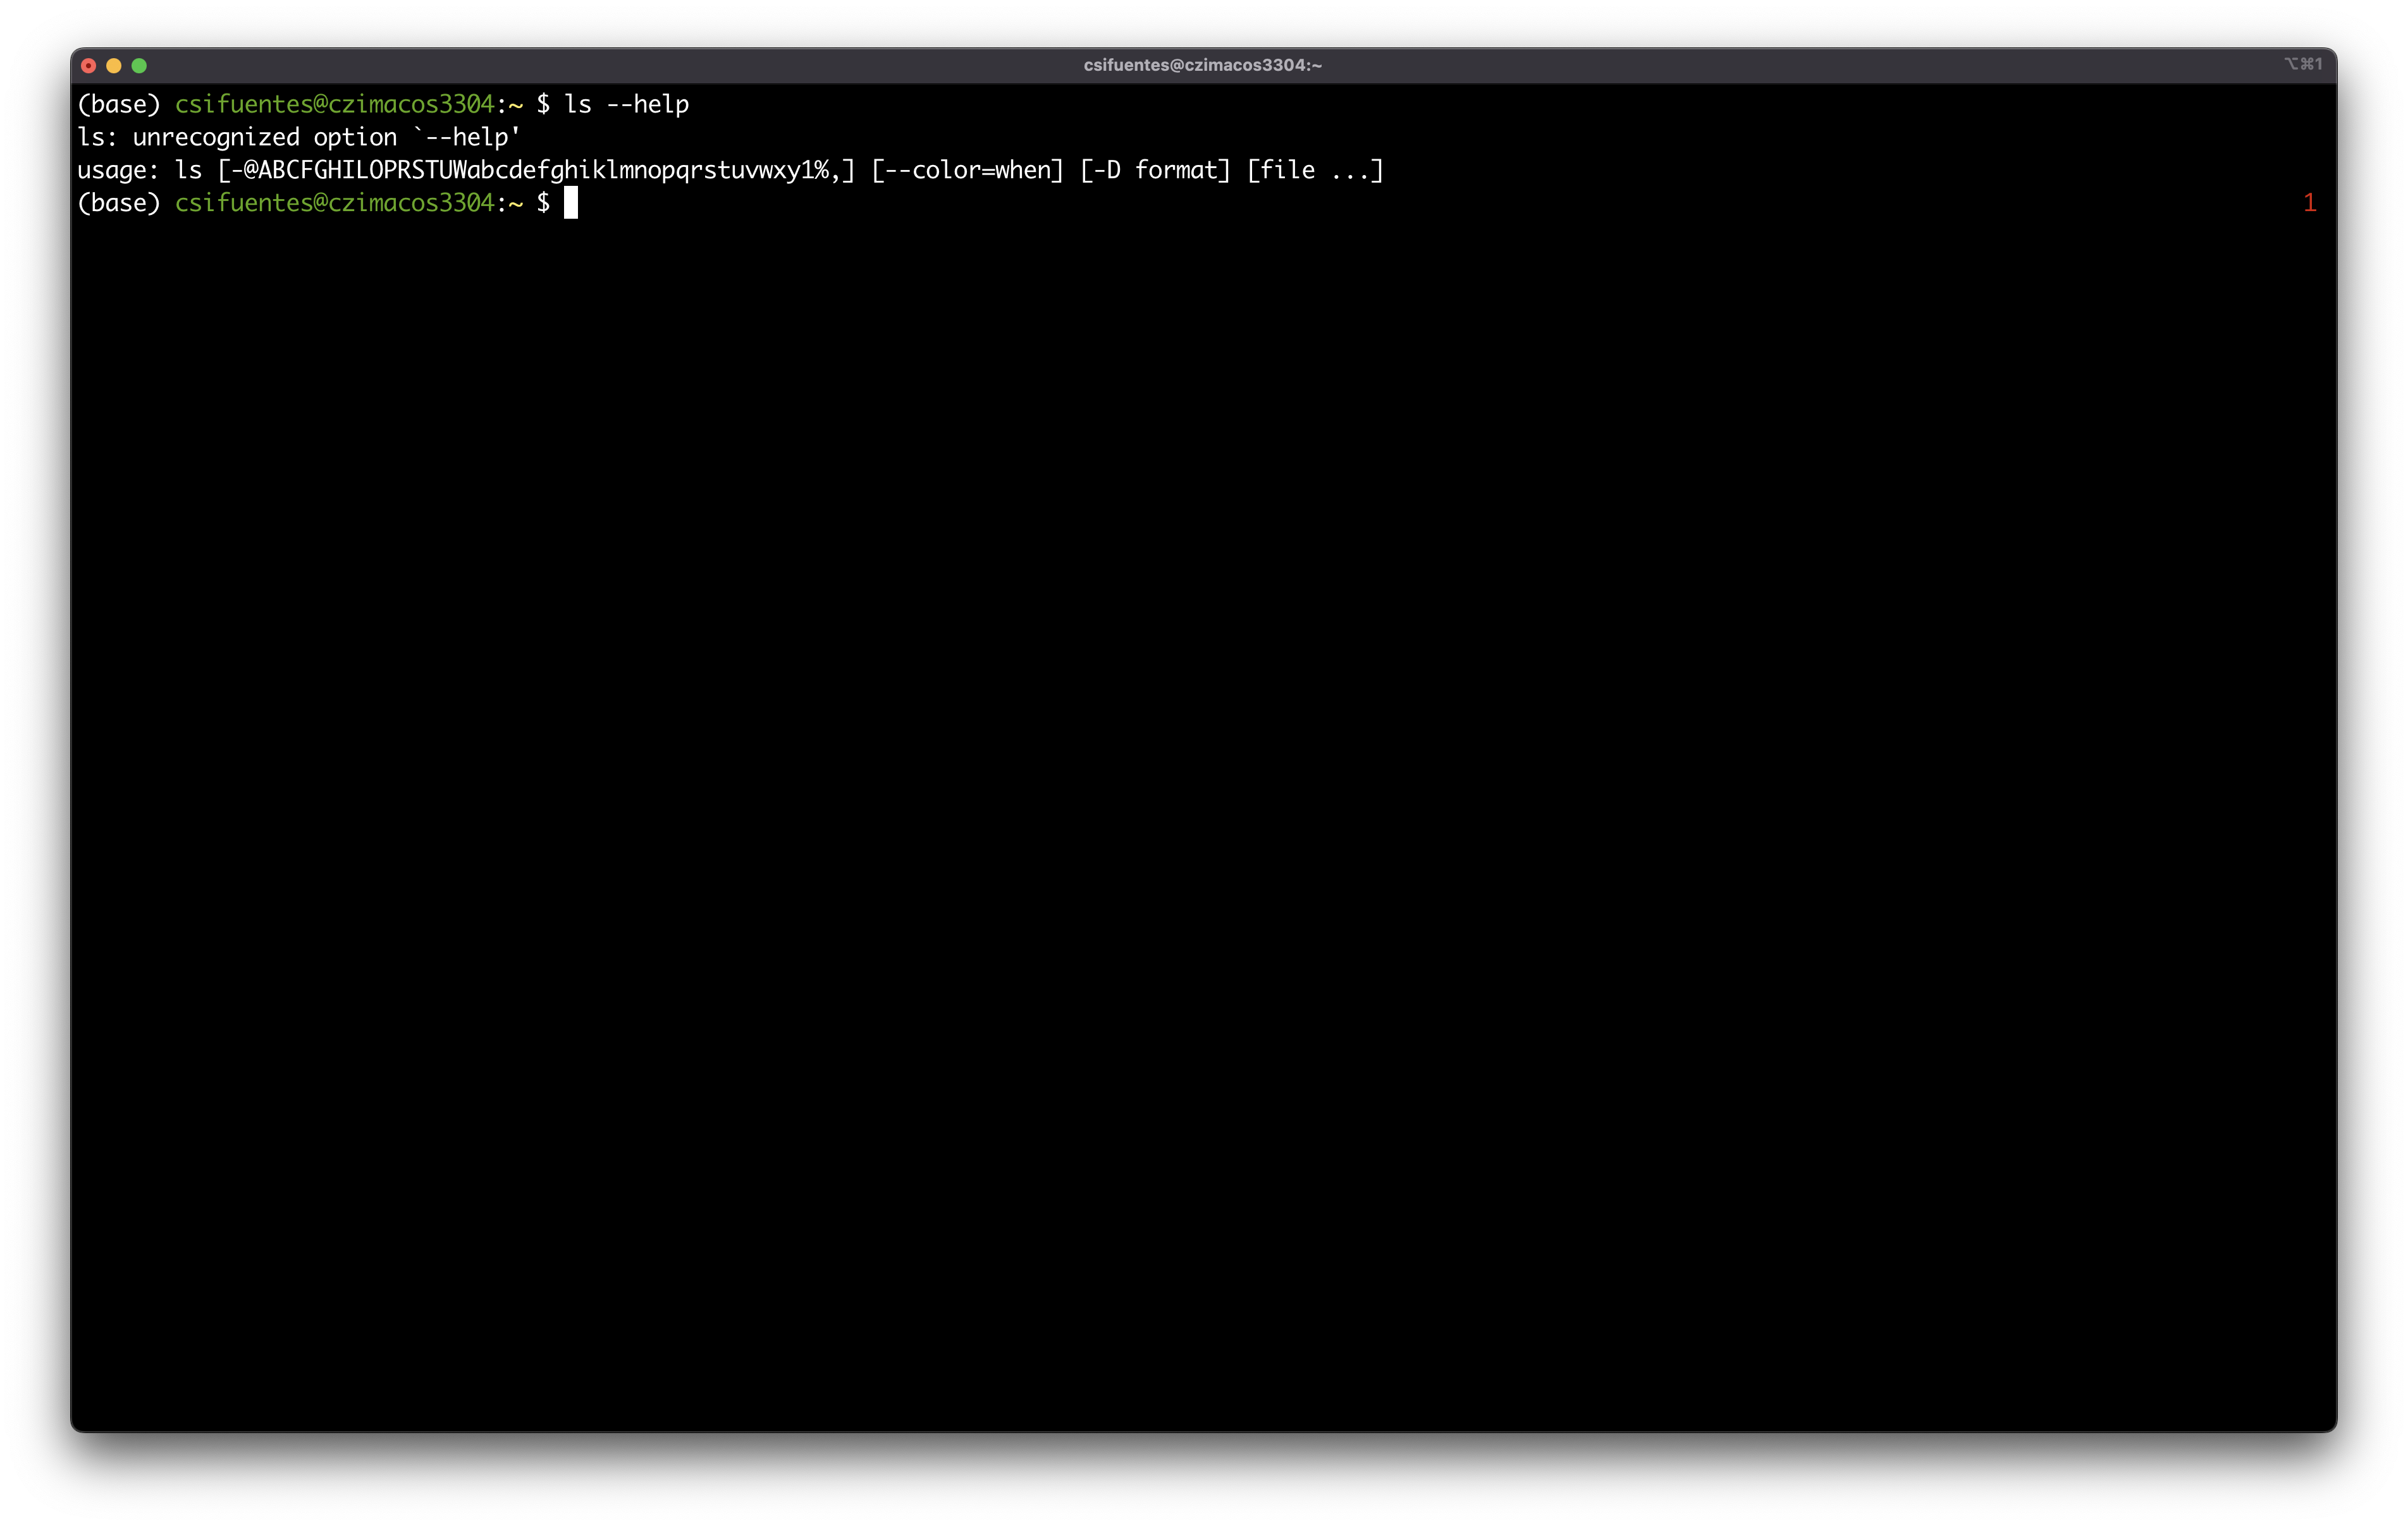 csifuentes@czimacos3304:~
⌥⌘1
(base) csifuentes@czimacos3304:~ $ ls --help
ls: unrecognized option `--help'
usage: ls [-@ABCFGHILOPRSTUWabcdefghiklmnopqrstuvwxy1%,] [--color=when] [-D format] [file ...]
(base) csifuentes@czimacos3304:~ $
1